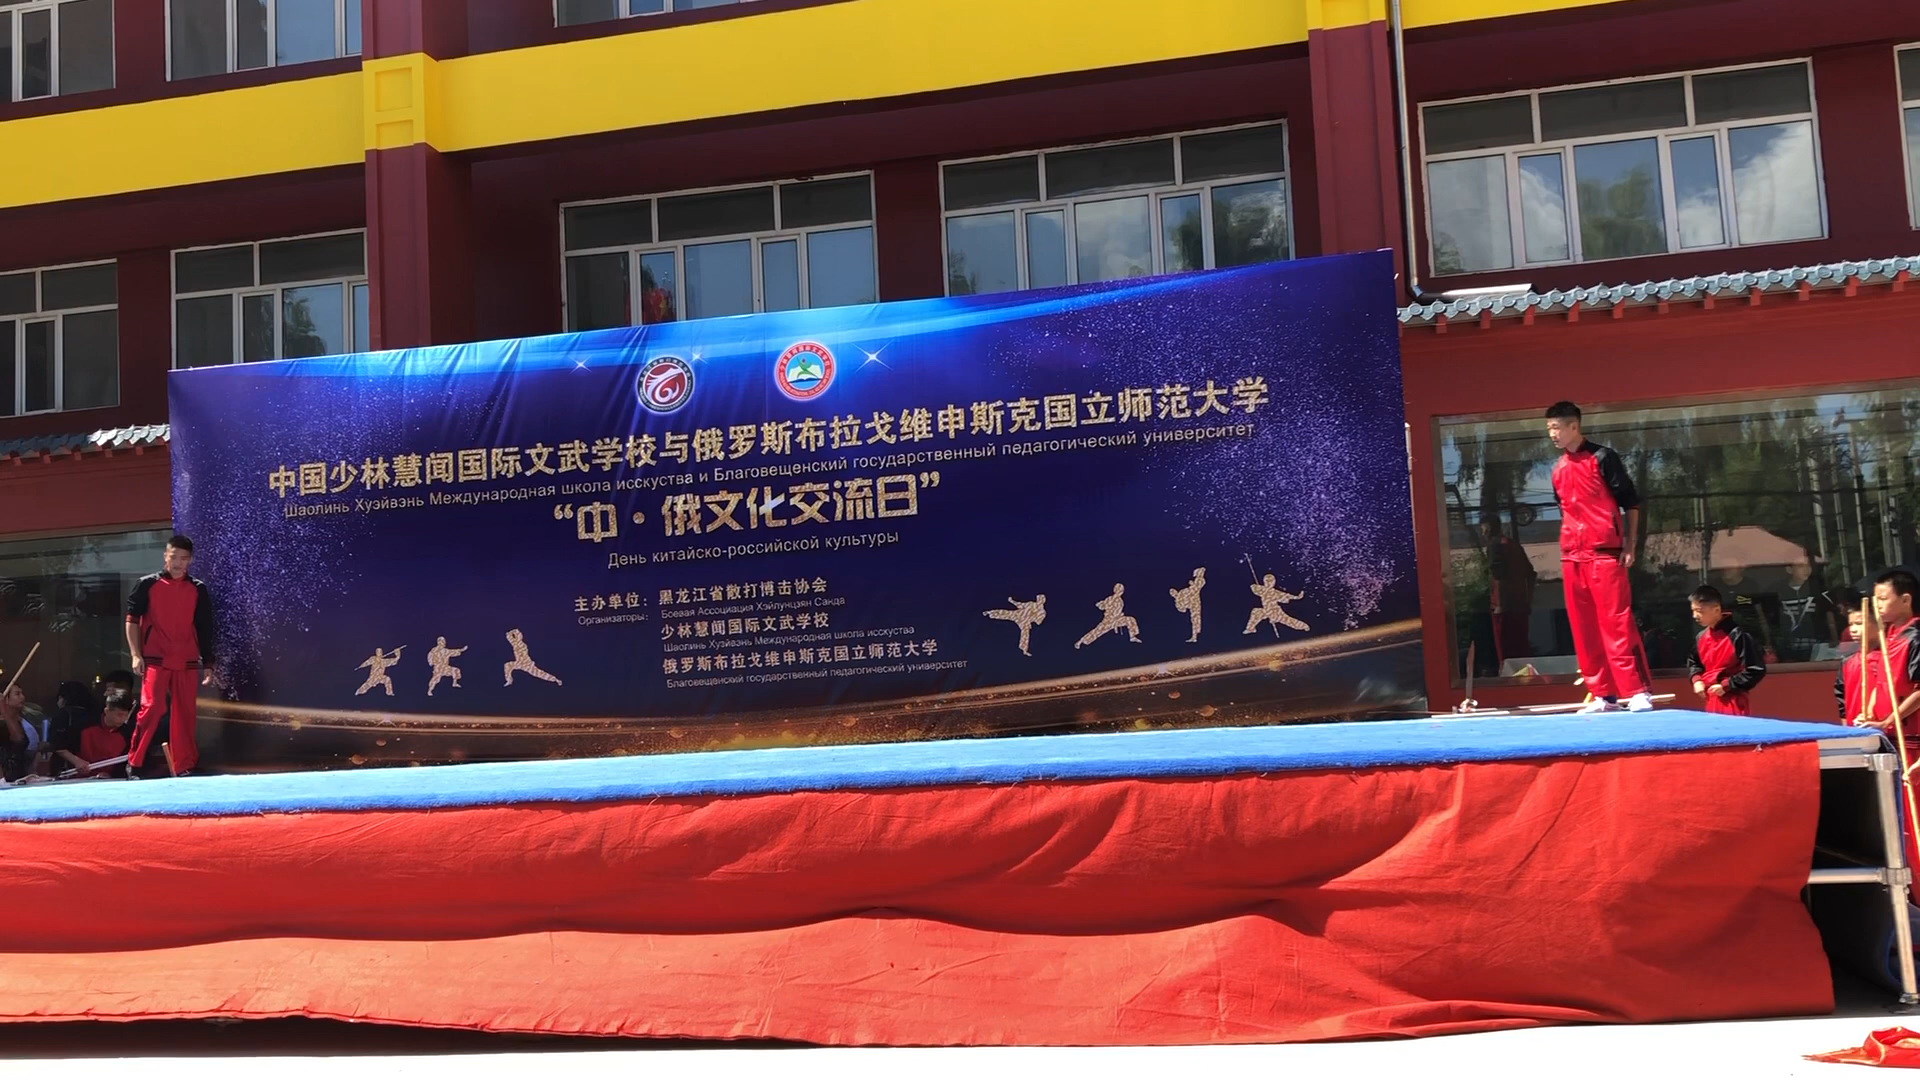 中国少林慧闻国际文武学校与俄罗斯布拉戈维申斯克国立师范大学
Шаолинь Хуэйвэнь Международная школа исскуства и Благовещенский государственный педагогический университет
“中·俄文化交流日”
День китайско-российской культуры
主办单位：黑龙江省散打博击协会
Организаторы: Боевая Ассоциация Хэйлунцзян Санда
少林慧闻国际文武学校
Шаолинь Хуэйвэнь Международная школа исскуства
俄罗斯布拉戈维申斯克国立师范大学
Благовещенский государственный педагогический университет